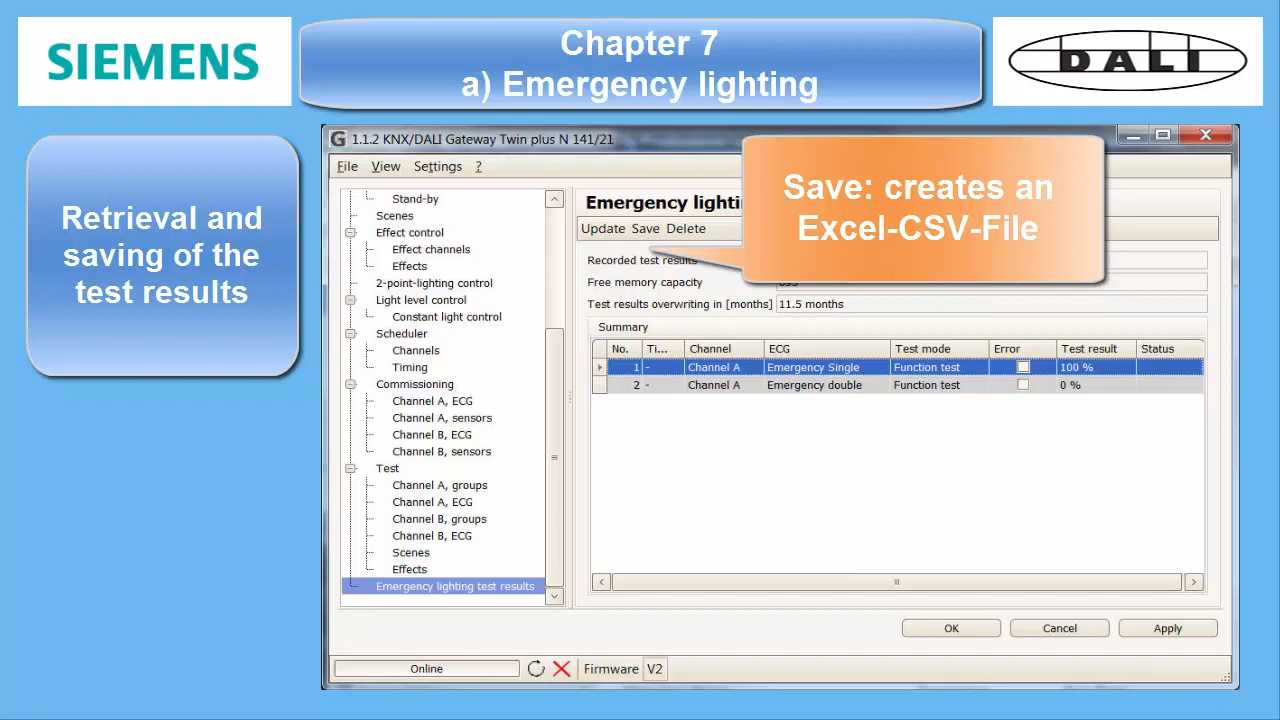 SIEMENS
Chapter 7
a) Emergency lighting
DALI
Retrieval and
saving of the
test results
1.1.2 KNX/DALI Gateway Twin plus N 141/21
File View Settings ?
Stand-by
Scenes
Effect control
Effect channels
Effects
2-point-lighting control
Light level control
Constant light control
Scheduler
Channels
Timing
Commissioning
Channel A, ECG
Channel A, sensors
Channel B, ECG
Channel B, sensors
Test
Channel A, groups
Channel A, ECG
Channel B, groups
Channel B, ECG
Scenes
Effects
Emergency lighting test results
Emergency
Update Save Delete
Save: creates an
Excel-CSV-File
Recorded test results
Free memory capacity
Test results overwriting in [months] 11.5 months
Summary
No. Ti... Channel ECG Test mode Error Test result Status
1 - Channel A Emergency Single Function test 100 %
2 - Channel A Emergency double Function test 0 %
OK Cancel Apply
Online Firmware V2